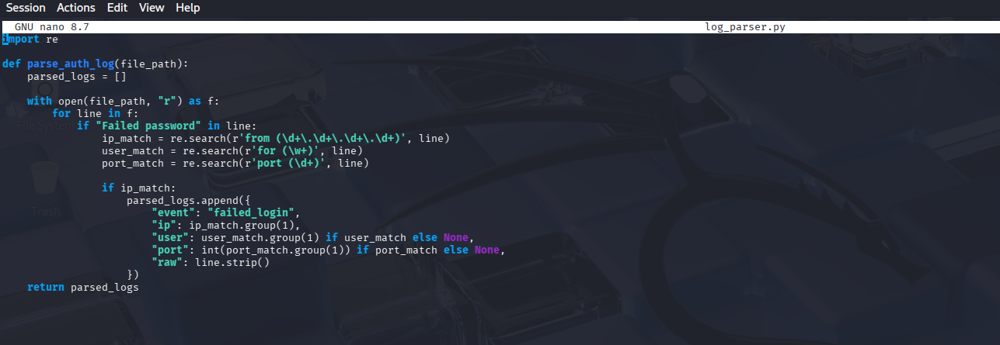 Session Actions Edit View Help
GNU nano 8.7 log_parser.py
import re
def parse_auth_log(file_path):
    parsed_logs = []
    with open(file_path, "r") as f:
        for line in f:
            if "Failed password" in line:
                ip_match = re.search(r'from (\d+\.\d+\.\d+\.\d+)', line)
                user_match = re.search(r'for (\w+)', line)
                port_match = re.search(r'port (\d+)', line)
                if ip_match:
                    parsed_logs.append({
                        "event": "failed_login",
                        "ip": ip_match.group(1),
                        "user": user_match.group(1) if user_match else None,
                        "port": int(port_match.group(1)) if port_match else None,
                        "raw": line.strip()
                    })
    return parsed_logs
File System
Trash